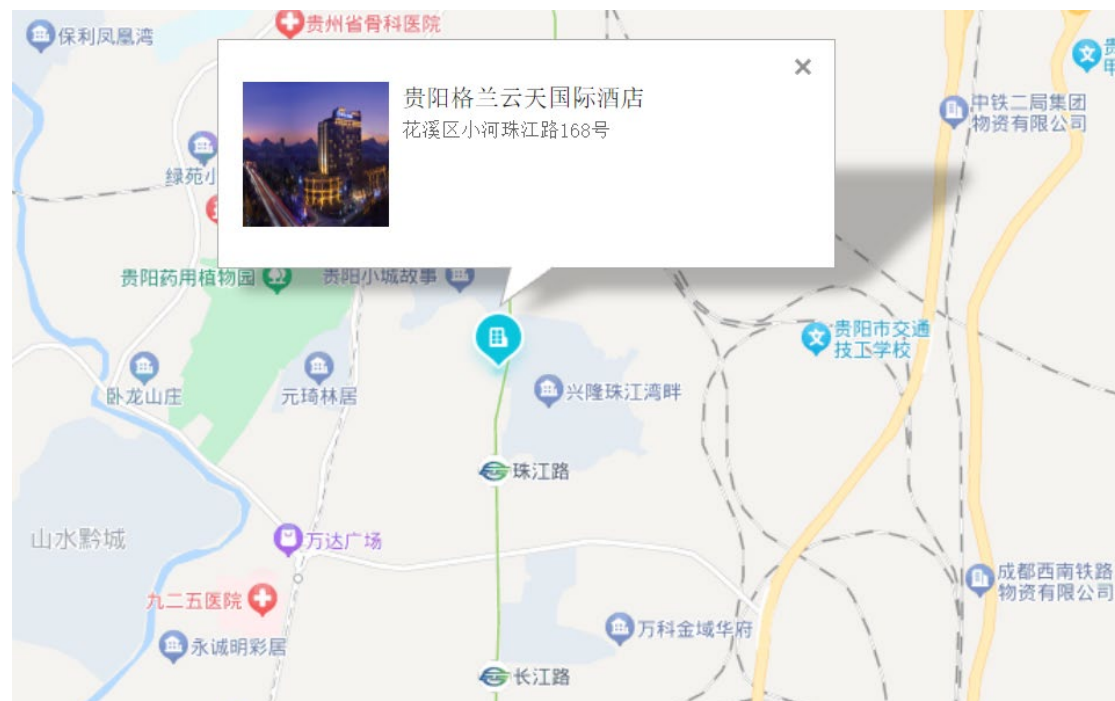 贵州省骨科医院
保利凤凰湾
贵阳格兰云天国际酒店
花溪区小河珠江路168号
中铁二局集团
物资有限公司
绿苑小
贵阳药用植物园
贵阳小城故事
贵阳市交通
技工学校
卧龙山庄
元琦林居
兴隆珠江湾畔
珠江路
山水黔城
万达广场
成都西南铁路
物资有限公司
九二五医院
万科金域华府
永诚明彩居
长江路